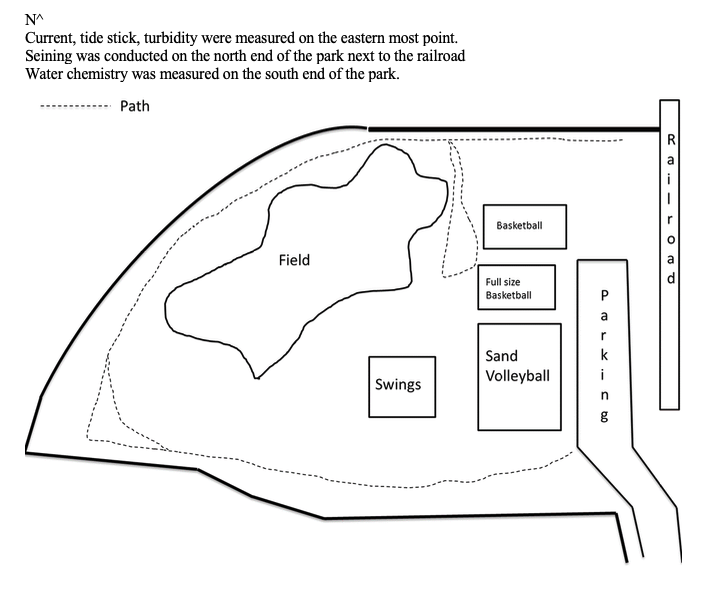 N^
Current, tide stick, turbidity were measured on the eastern most point.
Seining was conducted on the north end of the park next to the railroad
Water chemistry was measured on the south end of the park.
Path
Railroad
Basketball
Field
Full size
Basketball
Parking
Sand
Volleyball
Swings